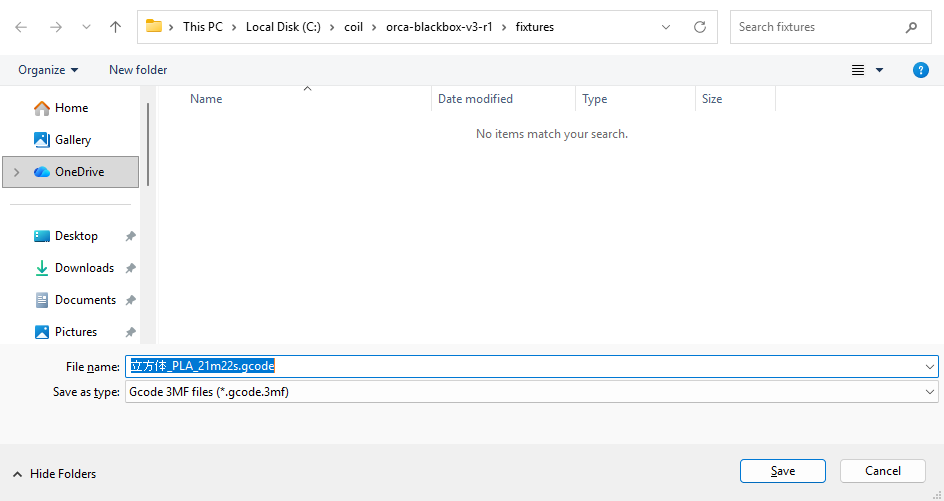 This PC > Local Disk (C:) > coil > orca-blackbox-v3-r1 > fixtures
Search fixtures
Organize
New folder
?
Name
Date modified
Type
Size
No items match your search.
Home
Gallery
OneDrive
Desktop
Downloads
Documents
Pictures
File name: 立方体_PLA_21m22s.gcode
Save as type: Gcode 3MF files (*.gcode.3mf)
Hide Folders
Save
Cancel